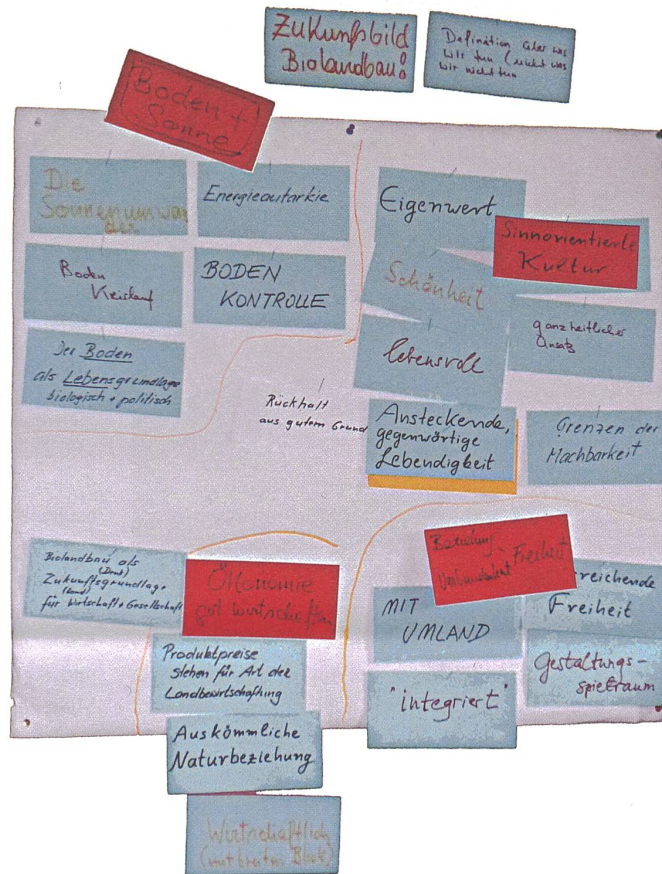 Zukunftsbild
Biolandbau!
Definition über was
wir tun (nicht was
wir nicht tun
Boden +
Sonne
Die
der
Energieautarkie
Boden
Kreislauf
BODEN
KONTROLLE
Der Boden
als Lebensgrundlage
biologisch + politisch
Eigenwert
Sinnorientierte
Kultur
Schönheit
ganzheitlicher
Ansatz
lebensvoll
Rückhalt
aus gutem Grund
Ansteckende,
gegenwärtige
Lebendigkeit
Grenzen der
Machbarkeit
Biolandbau als
Zukunftsgrundlage
für Wirtschaft + Gesellschaft
Ökonomie
gut wirtschaften
Produktpreise
stehen für Art der
Landbewirtschaftung
Auskömmliche
Naturbeziehung
Wirtschaftlich
(mit breitem Blick)
Beziehung
Verbundenheit
Freiheit
MIT
UMLAND
"integriert"
reichende
Freiheit
Gestaltungs-
spielraum